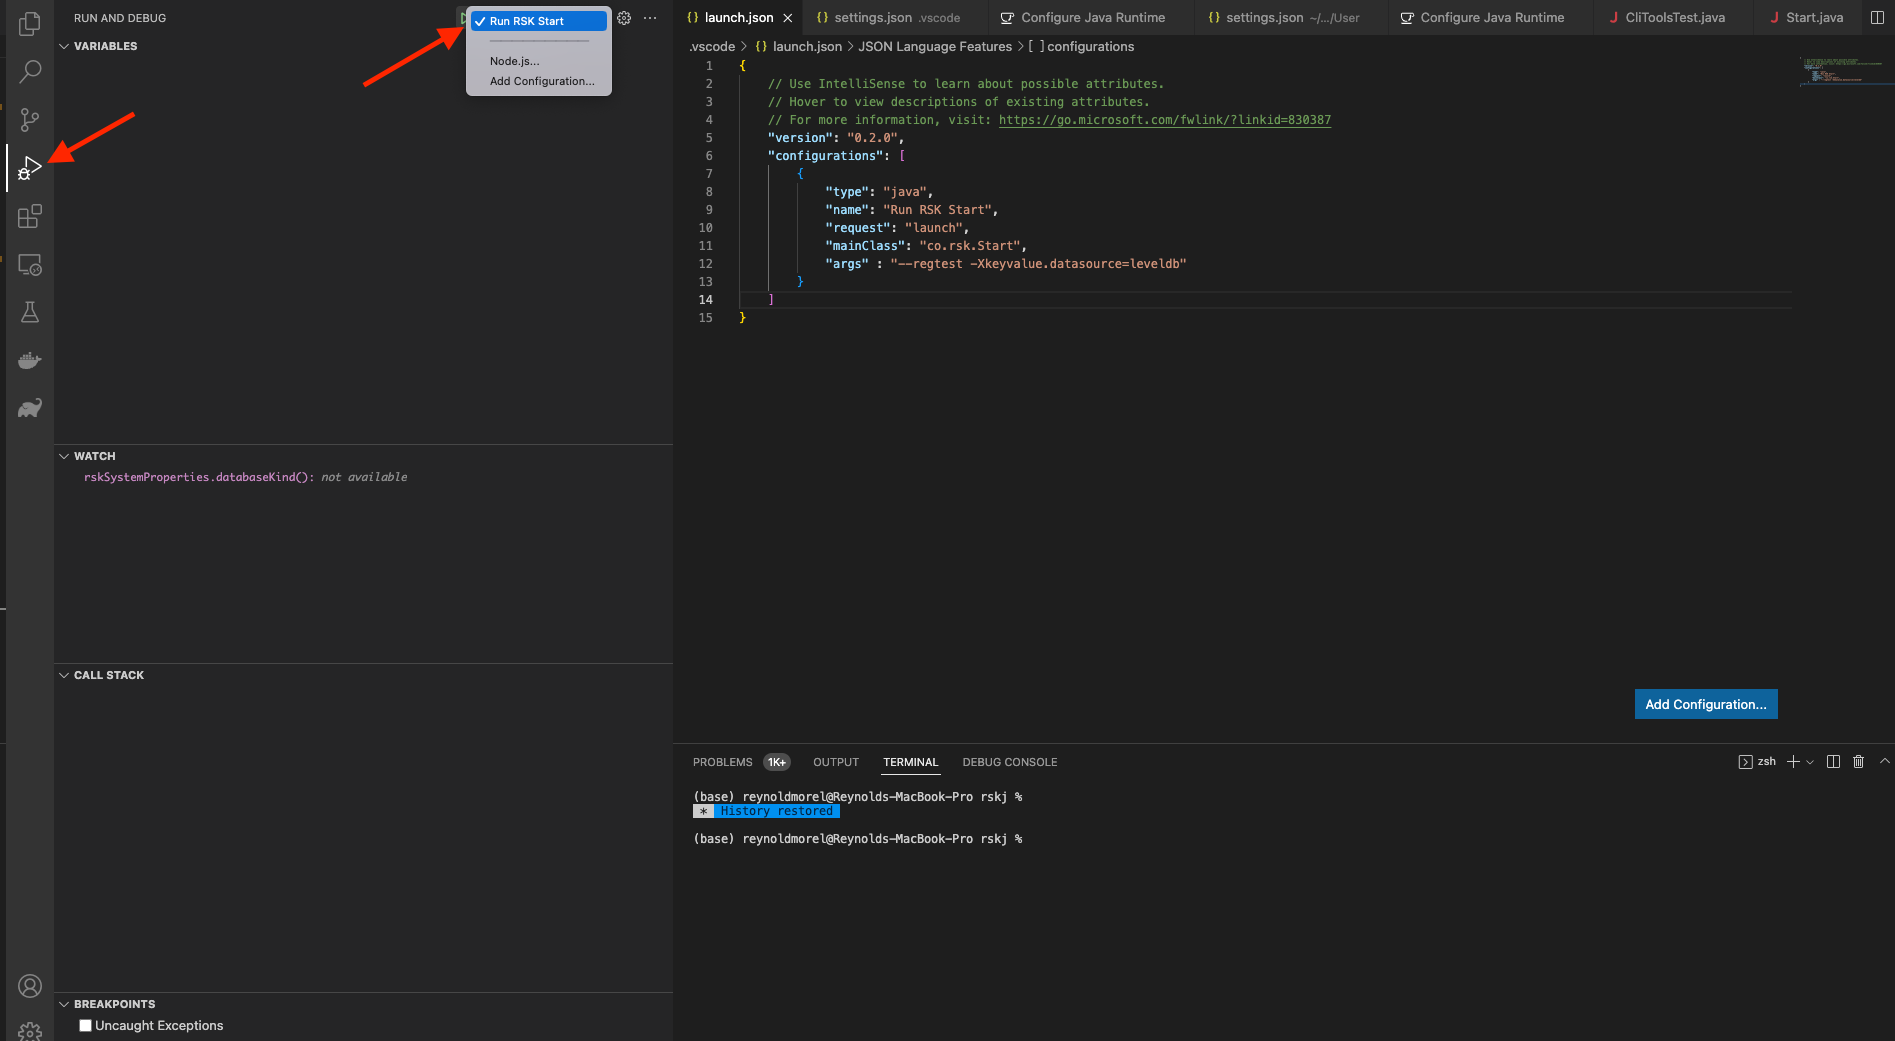 RUN AND DEBUG
✓ Run RSK Start
Node.js...
Add Configuration...
VARIABLES
WATCH
rskSystemProperties.databaseKind(): not available
CALL STACK
BREAKPOINTS
Uncaught Exceptions
{} launch.json
{} settings.json .vscode
Configure Java Runtime
{} settings.json ~/.../User
Configure Java Runtime
J CliToolsTest.java
J Start.java
.vscode > {} launch.json > JSON Language Features > [ ] configurations
1 {
2 // Use IntelliSense to learn about possible attributes.
3 // Hover to view descriptions of existing attributes.
4 // For more information, visit: https://go.microsoft.com/fwlink/?linkid=830387
5 "version": "0.2.0",
6 "configurations": [
7 {
8 "type": "java",
9 "name": "Run RSK Start",
10 "request": "launch",
11 "mainClass": "co.rsk.Start",
12 "args" : "--regtest -Xkeyvalue.datasource=leveldb"
13 }
14 ]
15 }
Add Configuration...
PROBLEMS 1K+ OUTPUT TERMINAL DEBUG CONSOLE
zsh
(base) reynoldmorel@Reynolds-MacBook-Pro rskj %
* History restored
(base) reynoldmorel@Reynolds-MacBook-Pro rskj %